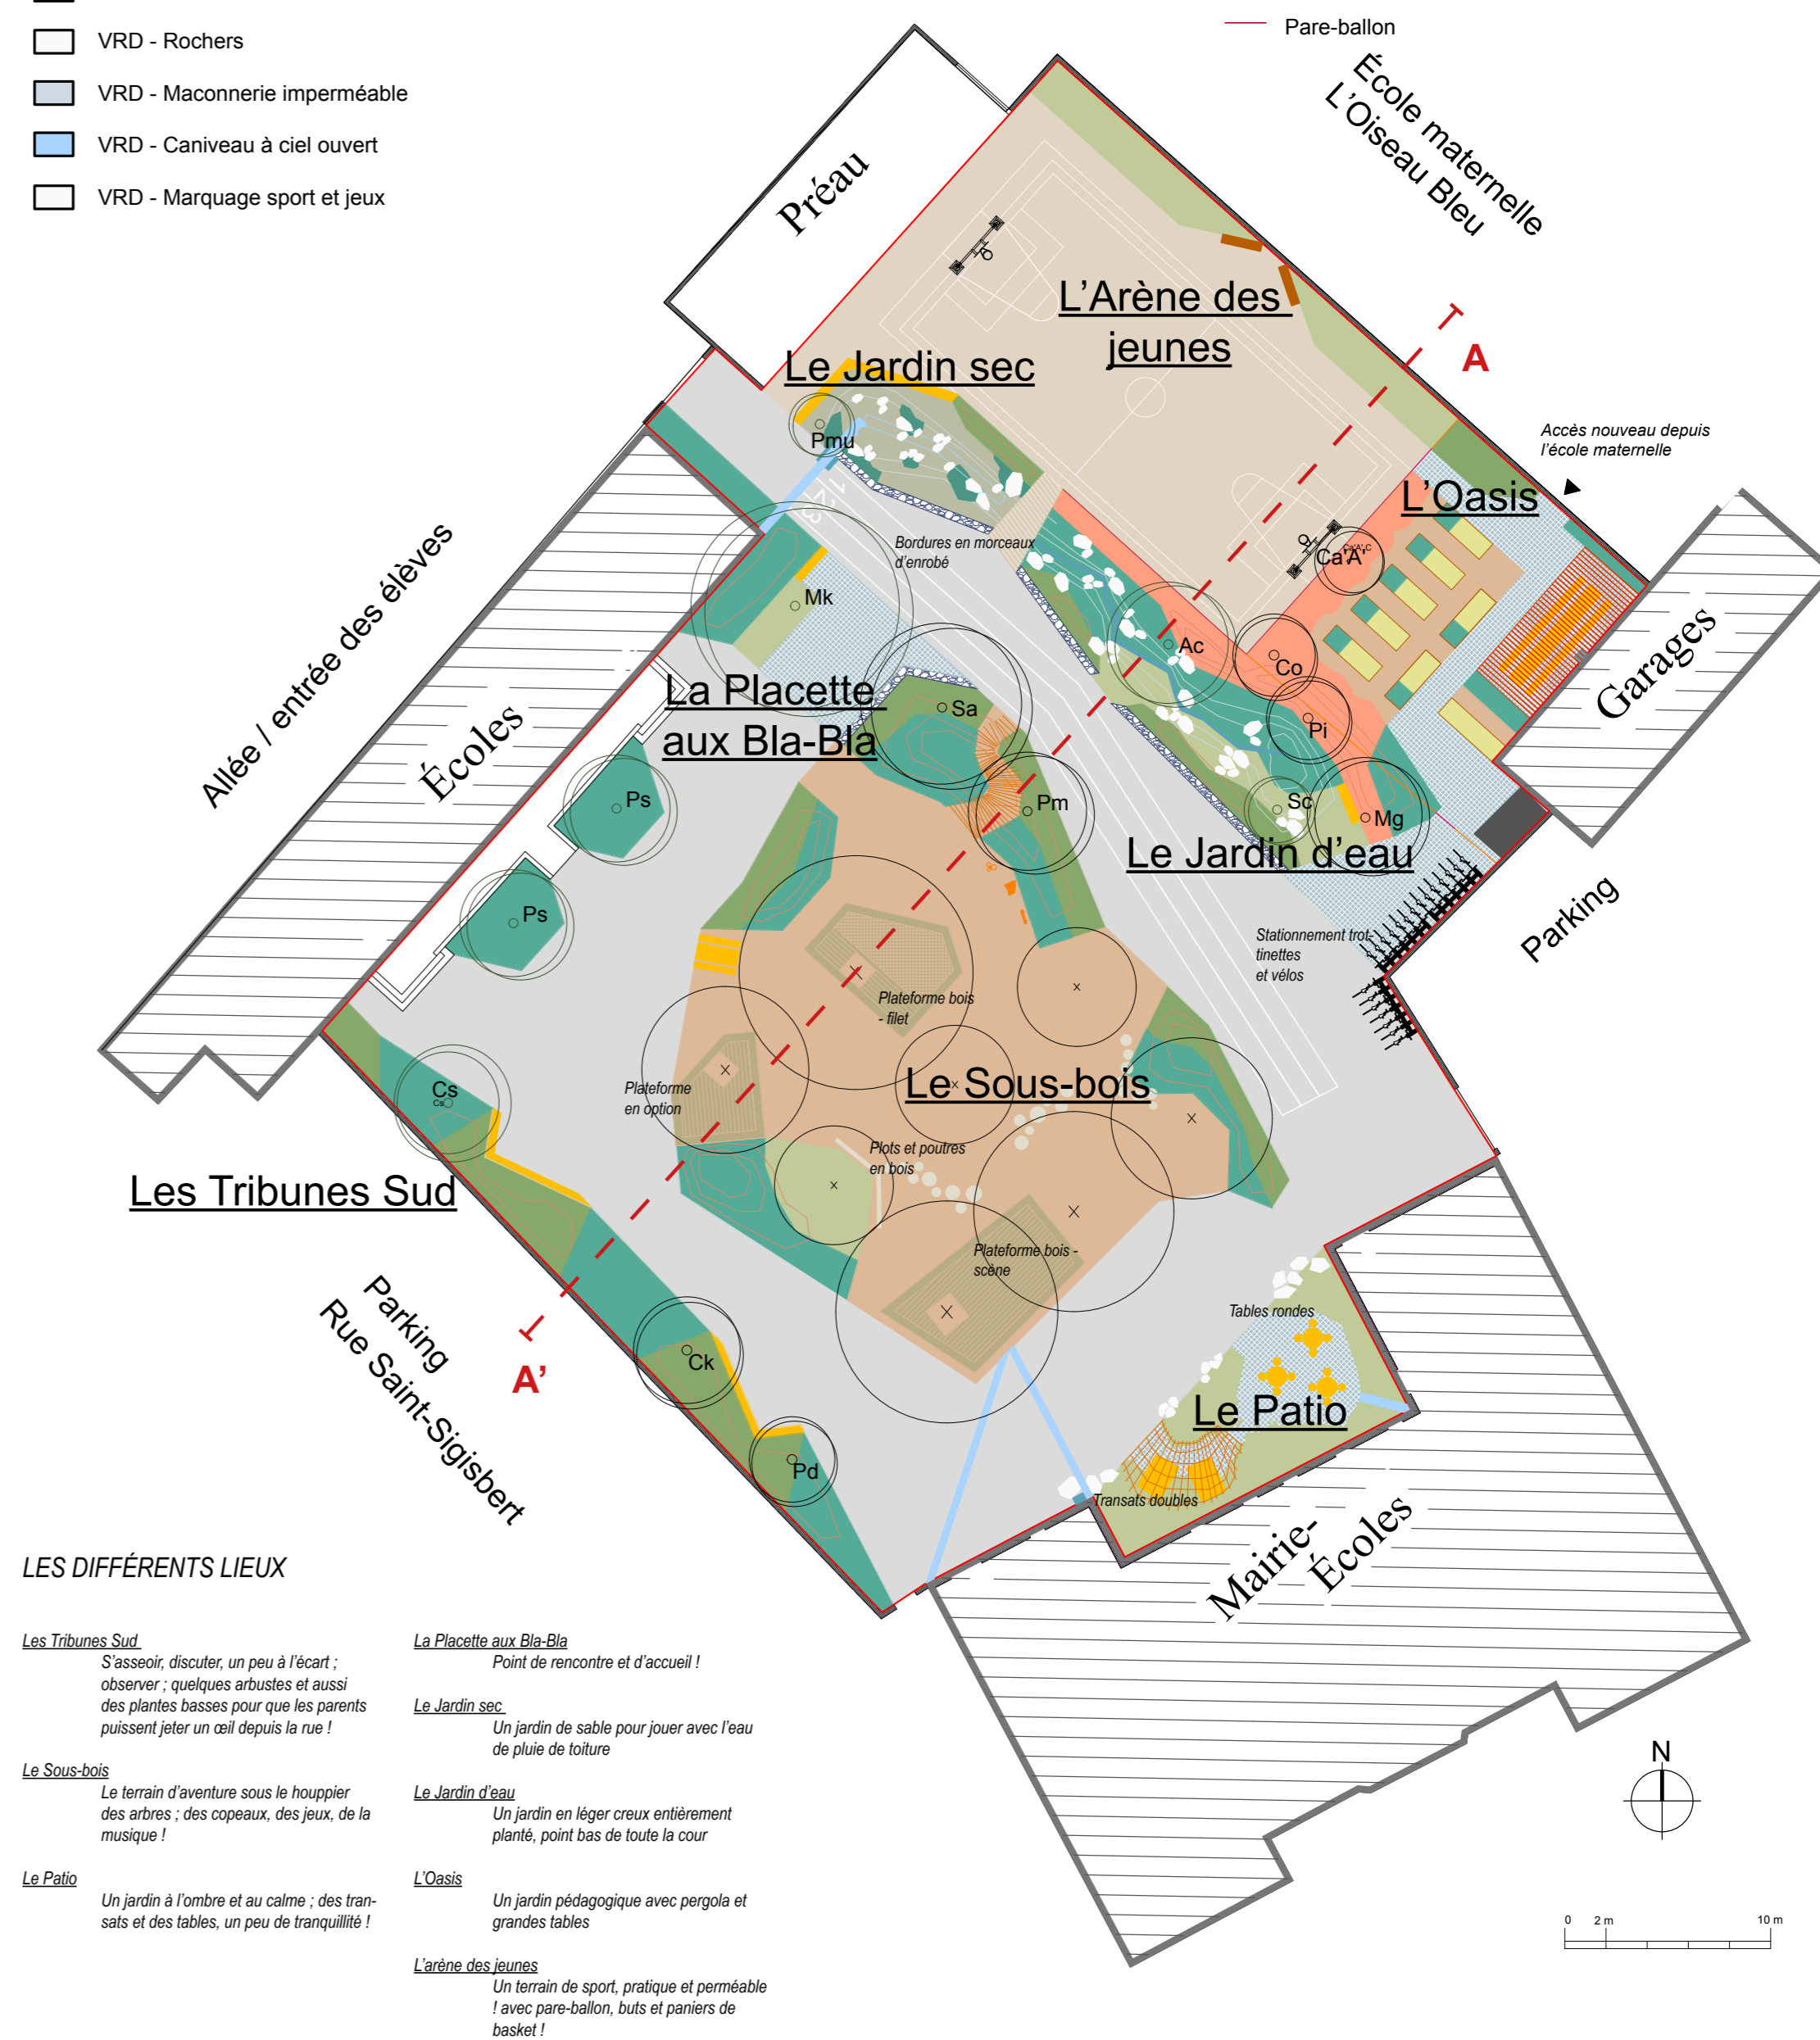 VRD - Rochers
VRD - Maconnerie imperméable
VRD - Caniveau à ciel ouvert
VRD - Marquage sport et jeux
Pare-ballon
École maternelle
L'Oiseau Bleu
Préau
L'Arène des
jeunes
A
Le Jardin sec
Pmu
Accès nouveau depuis
l'école maternelle
L'Oasis
1 2 3
Bordures en morceaux
d'enrobé
Ca'A'
Mk
Ac
Co
Garages
Allée / entrée des élèves
Écoles
La Placette
aux Bla-Bla
Sa
Pi
Ps
Pm
Sc
Mg
Le Jardin d'eau
Ps
Parking
Stationnement trot-
tinettes
et vélos
Plateforme bois
- filet
Le Sous-bois
Plateforme
en option
Cs
Cs
Plots et poutres
en bois
Les Tribunes Sud
Plateforme bois -
scène
Parking
Rue Saint-Sigisbert
A'
Ck
Tables rondes
Le Patio
Pd
Transats doubles
Mairie-
Écoles
LES DIFFÉRENTS LIEUX
Les Tribunes Sud
S'asseoir, discuter, un peu à l'écart ;
observer ; quelques arbustes et aussi
des plantes basses pour que les parents
puissent jeter un œil depuis la rue !
Le Sous-bois
Le terrain d'aventure sous le houppier
des arbres ; des copeaux, des jeux, de la
musique !
Le Patio
Un jardin à l'ombre et au calme ; des tran-
sats et des tables, un peu de tranquillité !
La Placette aux Bla-Bla
Point de rencontre et d'accueil !
Le Jardin sec
Un jardin de sable pour jouer avec l'eau
de pluie de toiture
Le Jardin d'eau
Un jardin en léger creux entièrement
planté, point bas de toute la cour
L'Oasis
Un jardin pédagogique avec pergola et
grandes tables
L'arène des jeunes
Un terrain de sport, pratique et perméable
! avec pare-ballon, buts et paniers de
basket !
N
0 2 m 10 m